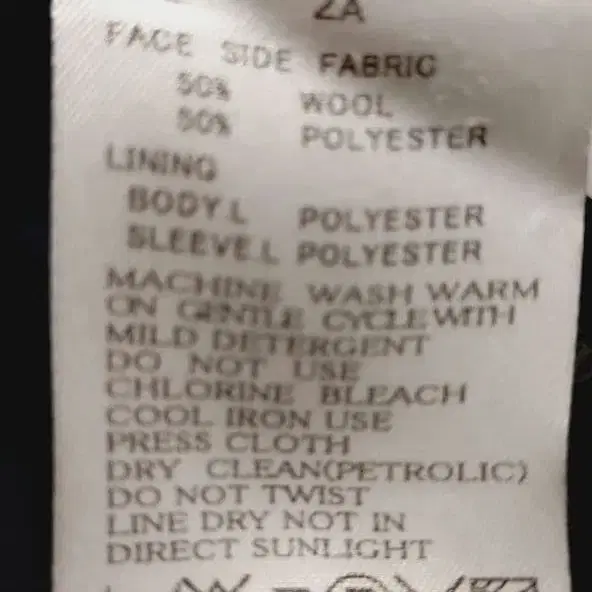 ZA
FACE SIDE FABRIC
50% WOOL
50% POLYESTER
LINING
BODY.L POLYESTER
SLEEVE.L POLYESTER
MACHINE WASH WARM
ON GENTLE CYCLE WITH
MILD DETERGENT
DO NOT USE
CHLORINE BLEACH
COOL IRON USE
PRESS CLOTH
DRY CLEAN(PETROLIC)
DO NOT TWIST
LINE DRY NOT IN
DIRECT SUNLIGHT